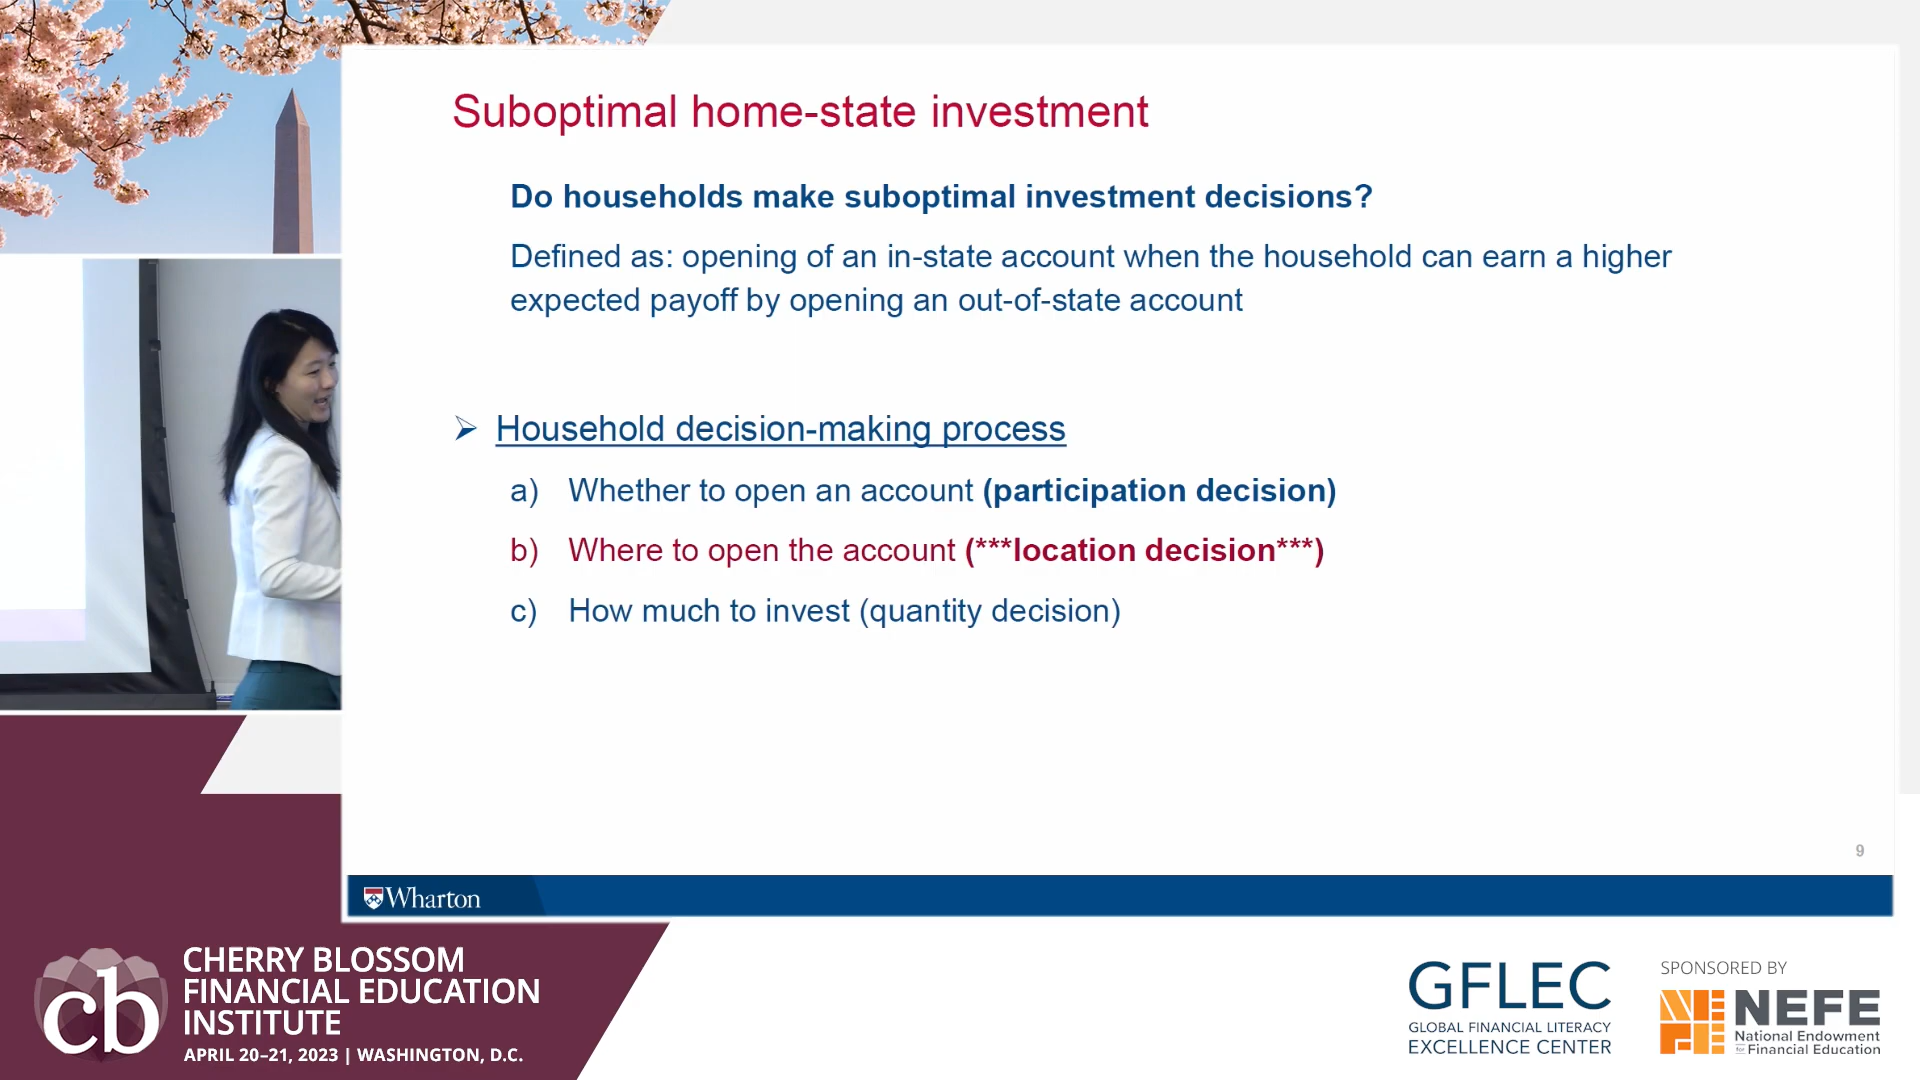 Suboptimal home-state investment
Do households make suboptimal investment decisions?
Defined as: opening of an in-state account when the household can earn a higher
expected payoff by opening an out-of-state account
➢ Household decision-making process
a) Whether to open an account (participation decision)
b) Where to open the account (***location decision***)
c) How much to invest (quantity decision)
9
Wharton
cb
CHERRY BLOSSOM
FINANCIAL EDUCATION
INSTITUTE
APRIL 20–21, 2023 | WASHINGTON, D.C.
GFLEC
GLOBAL FINANCIAL LITERACY
EXCELLENCE CENTER
SPONSORED BY
NEFE
National Endowment
for Financial Education